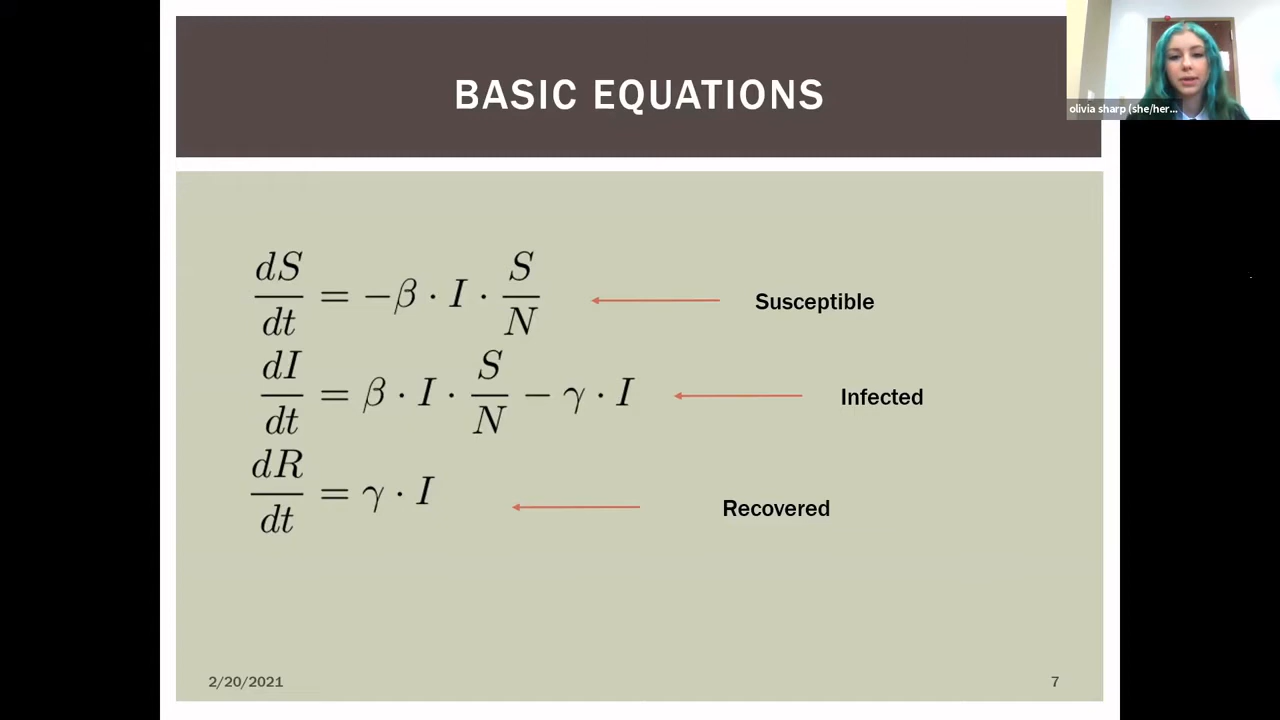 BASIC EQUATIONS
olivia sharp (she/her...
dS/dt = −β · I · S/N
Susceptible
dI/dt = β · I · S/N − γ · I
Infected
dR/dt = γ · I
Recovered
2/20/2021
7